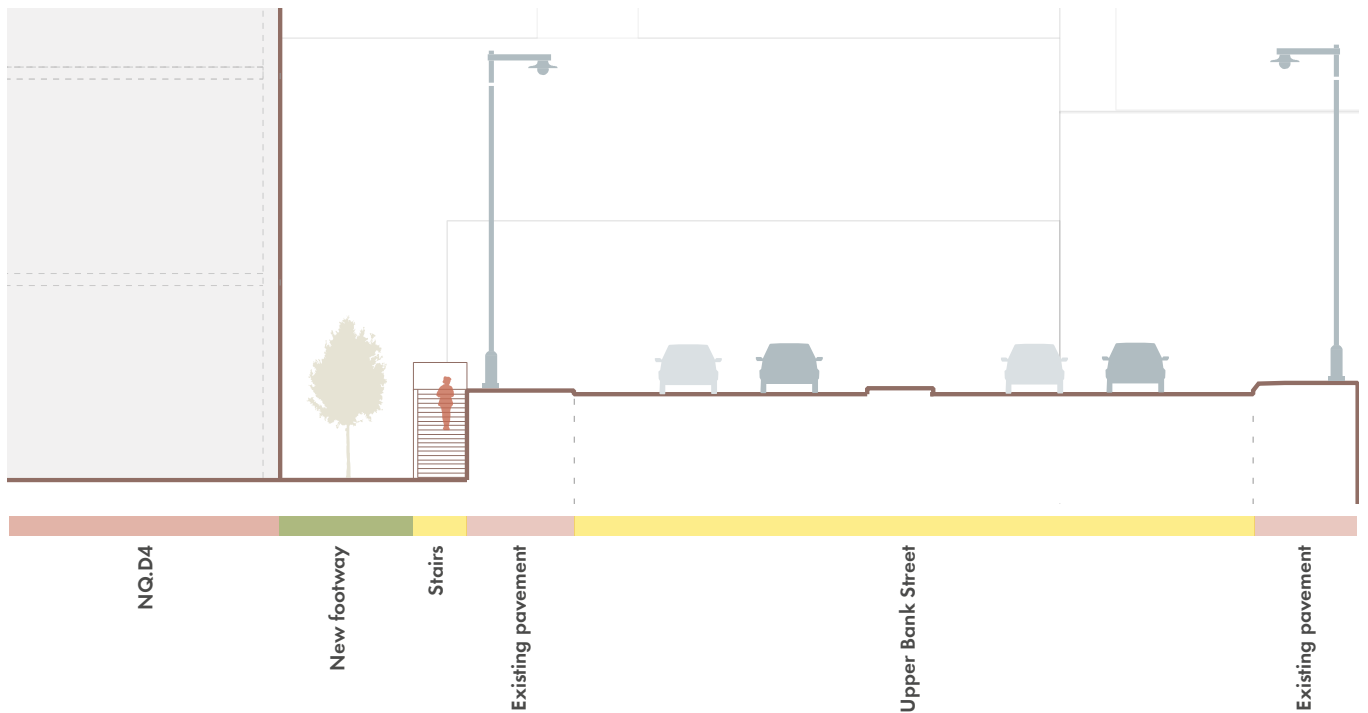 NQ.D4
New footway
Stairs
Existing pavement
Upper Bank Street
Existing pavement